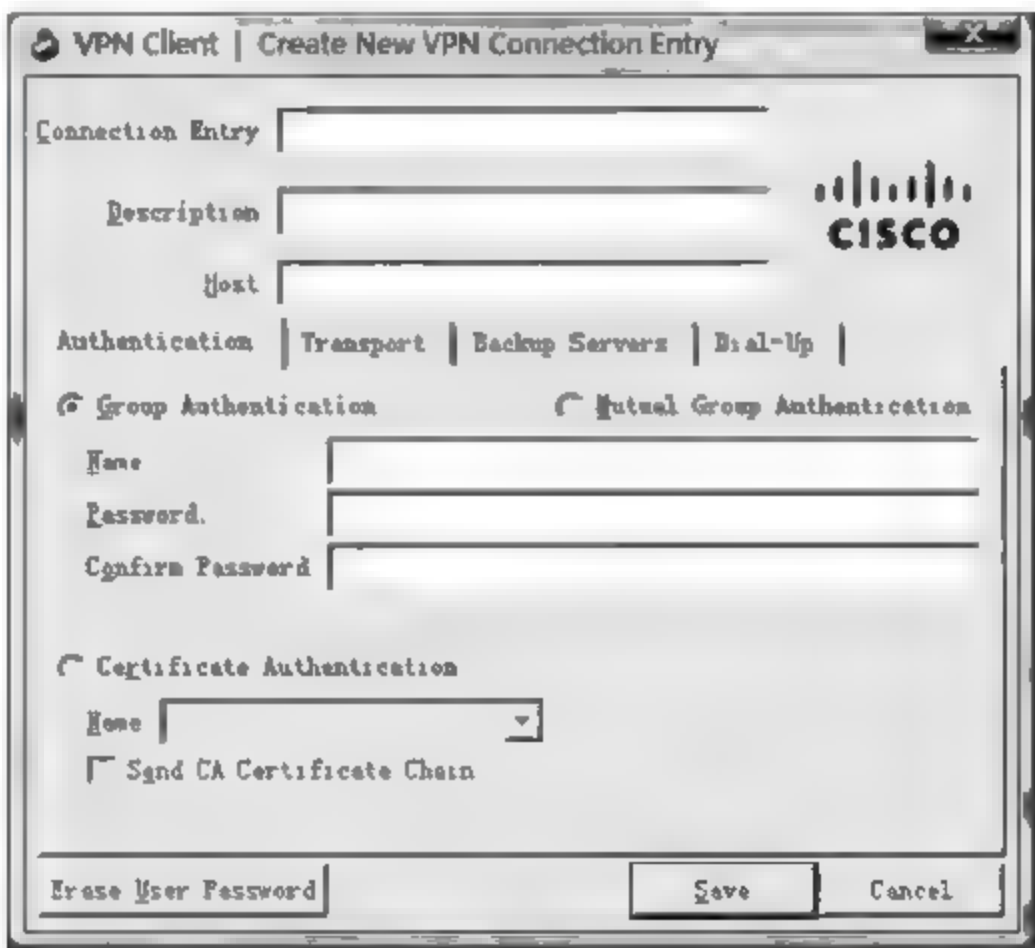 VPN Client | Create New VPN Connection Entry
Connection Entry
Description
CISCO
Host
Authentication Transport Backup Servers Dial-Up
Group Authentication Mutual Group Authentication
Name
Password.
Confirm Password
Certificate Authentication
Name
Send CA Certificate Chain
Erase User Password Save Cancel